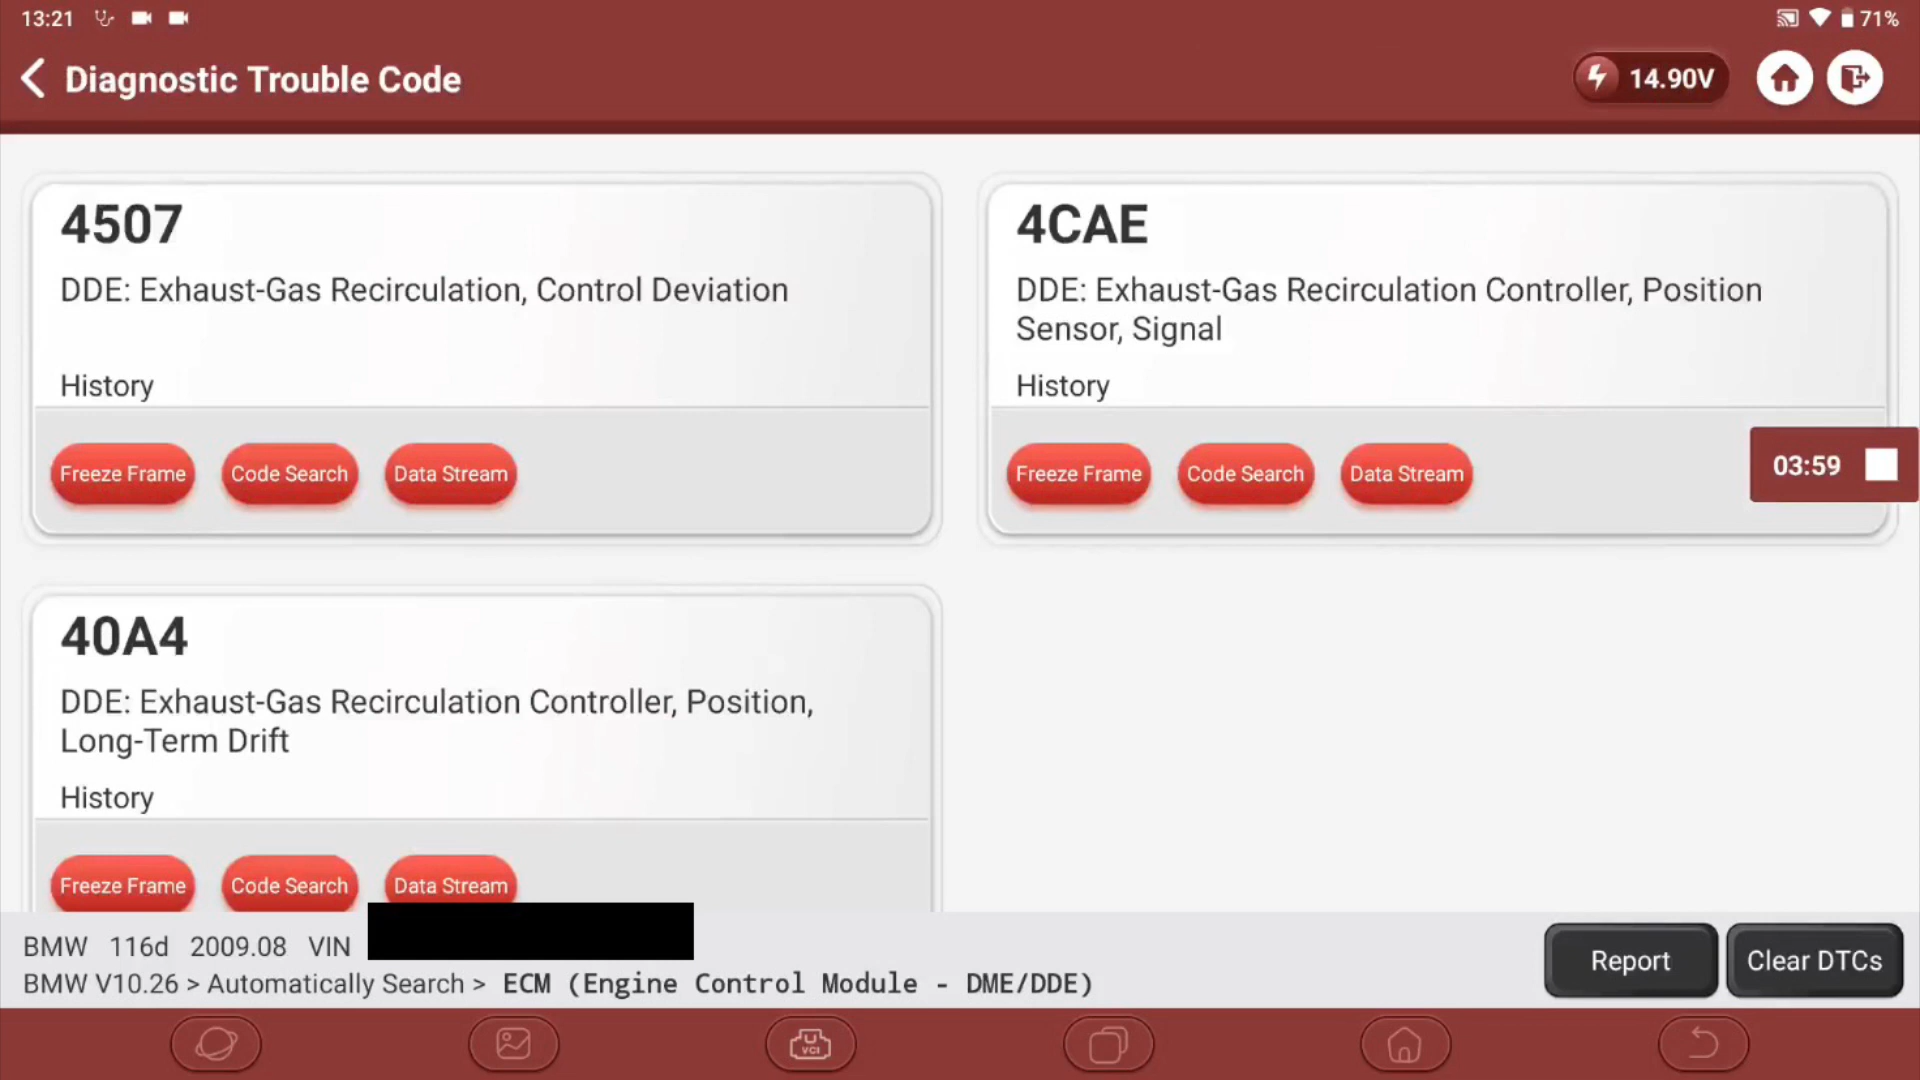 13:21
71%
Diagnostic Trouble Code
14.90V
4507
DDE: Exhaust-Gas Recirculation, Control Deviation
History
Freeze Frame Code Search Data Stream
4CAE
DDE: Exhaust-Gas Recirculation Controller, Position
Sensor, Signal
History
Freeze Frame Code Search Data Stream
03:59
40A4
DDE: Exhaust-Gas Recirculation Controller, Position,
Long-Term Drift
History
Freeze Frame Code Search Data Stream
BMW 116d 2009.08 VIN
BMW V10.26 > Automatically Search > ECM (Engine Control Module - DME/DDE)
Report Clear DTCs
VCI